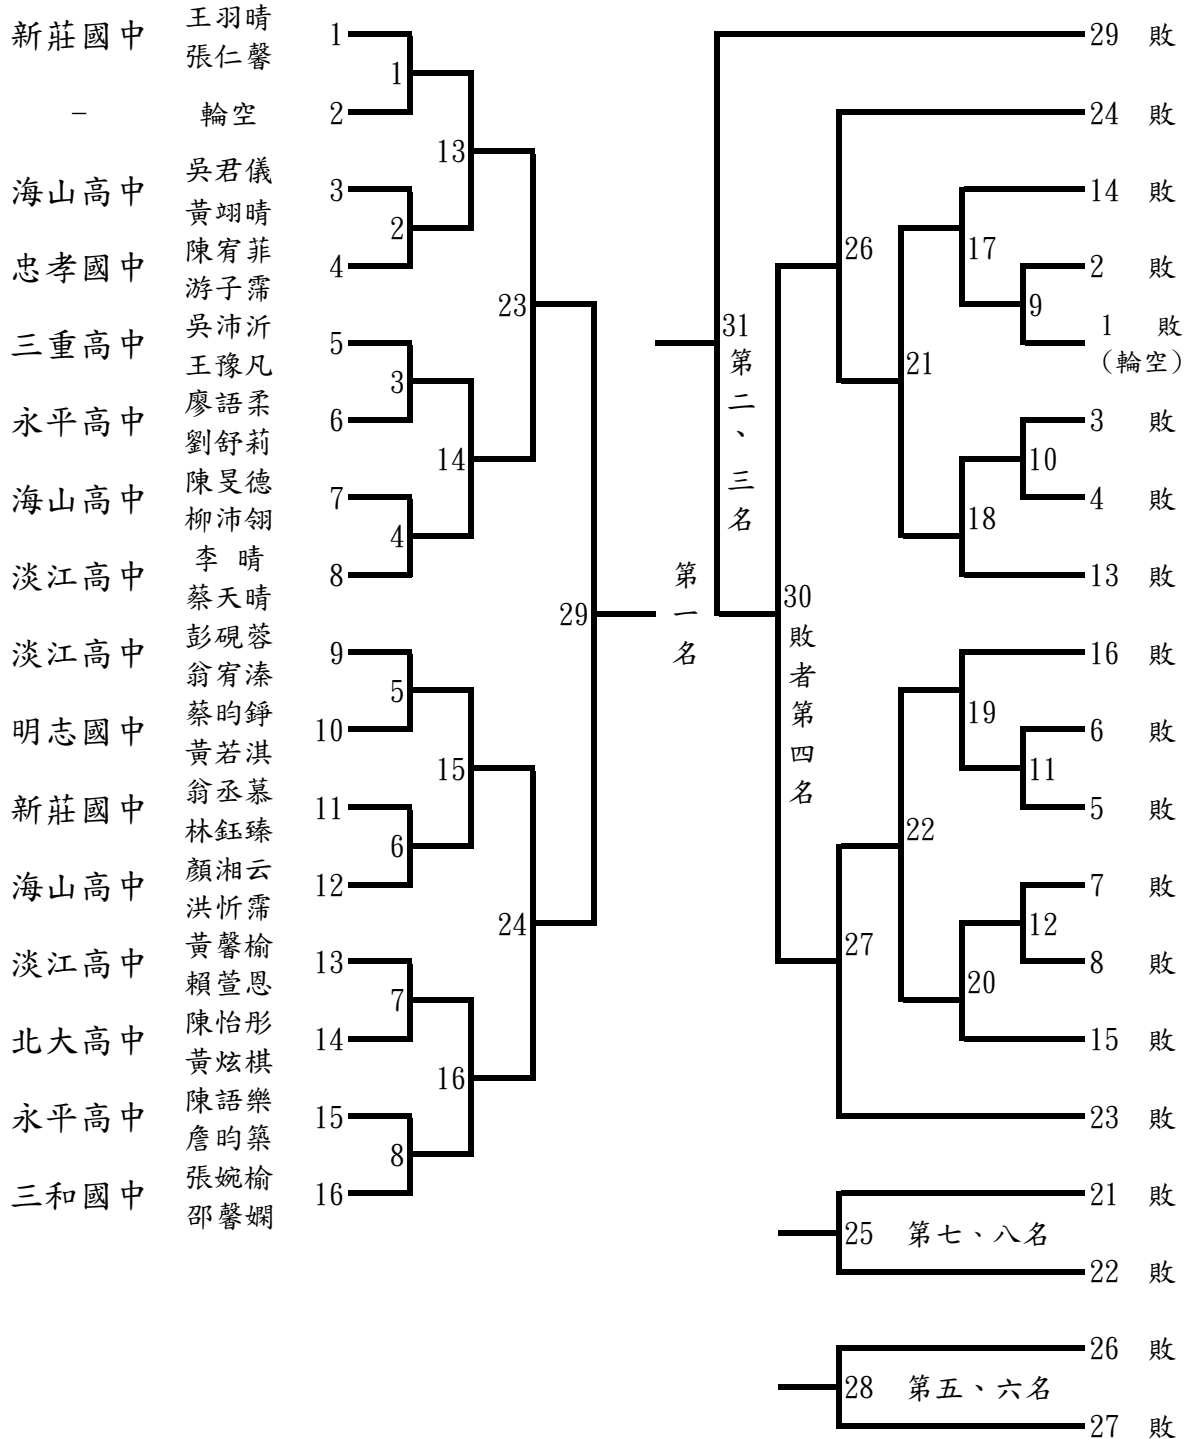 新莊國中 王羽晴 張仁馨 1
－ 輪空 2
海山高中 吳君儀 黃翊晴 3
忠孝國中 陳宥菲 游子霈 4
三重高中 吳沛沂 王豫凡 5
永平高中 廖語柔 劉舒莉 6
海山高中 陳旻德 柳沛翎 7
淡江高中 李 晴 蔡天晴 8
淡江高中 彭硯蓉 翁宥溱 9
明志國中 蔡昀錚 黃若淇 10
新莊國中 翁丞慕 林鈺臻 11
海山高中 顏湘云 洪忻霈 12
淡江高中 黃馨榆 賴萱恩 13
北大高中 陳怡彤 黃炫棋 14
永平高中 陳語樂 詹昀築 15
三和國中 張婉榆 邵馨嫻 16
1
2
3
4
5
6
7
8
13
14
15
16
23
24
29
第一名
31 第二、三名
30 敗者第四名
26
27
21
22
17
18
19
20
9
10
11
12
29 敗
24 敗
14 敗
2 敗
1 敗
(輪空)
3 敗
4 敗
13 敗
16 敗
6 敗
5 敗
7 敗
8 敗
15 敗
23 敗
21 敗
25 第七、八名
22 敗
26 敗
28 第五、六名
27 敗